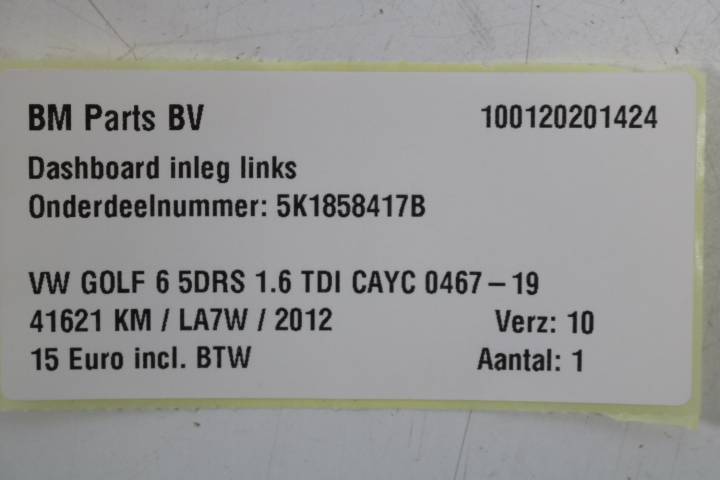 BM Parts BV 100120201424
Dashboard inleg links
Onderdeelnummer: 5K1858417B
VW GOLF 6 5DRS 1.6 TDI CAYC 0467 – 19
41621 KM / LA7W / 2012 Verz: 10
15 Euro incl. BTW Aantal: 1